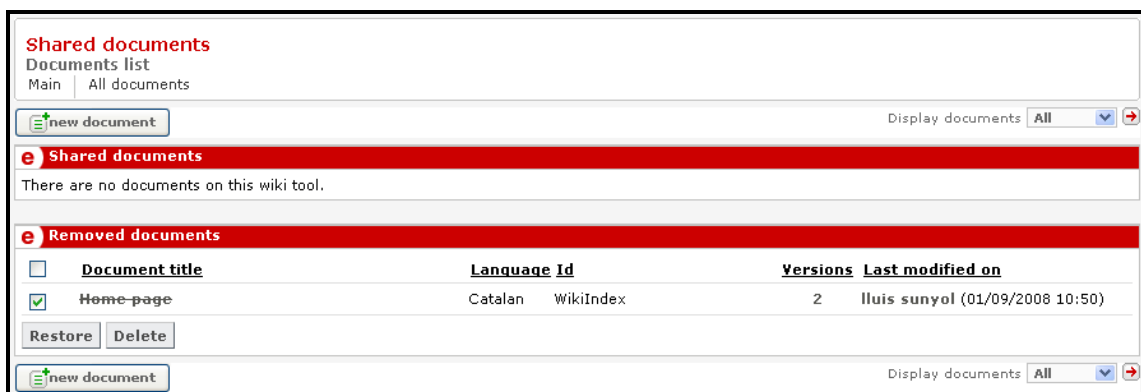 Shared documents
Documents list
Main All documents
new document Display documents All
e Shared documents
There are no documents on this wiki tool.
e Removed documents
Document title Language Id Versions Last modified on
Home page Catalan WikiIndex 2 lluis sunyol (01/09/2008 10:50)
Restore Delete
new document Display documents All